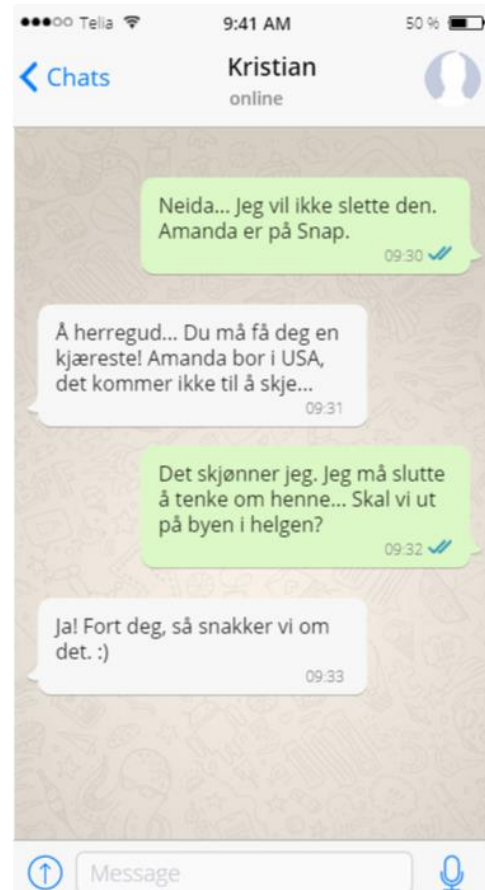 Telia 9:41 AM 50 %
Chats Kristian
online
Neida... Jeg vil ikke slette den.
Amanda er på Snap.
09:30
Å herregud... Du må få deg en
kjæreste! Amanda bor i USA,
det kommer ikke til å skje...
09:31
Det skjønner jeg. Jeg må slutte
å tenke om henne... Skal vi ut
på byen i helgen?
09:32
Ja! Fort deg, så snakker vi om
det. :)
09:33
Message